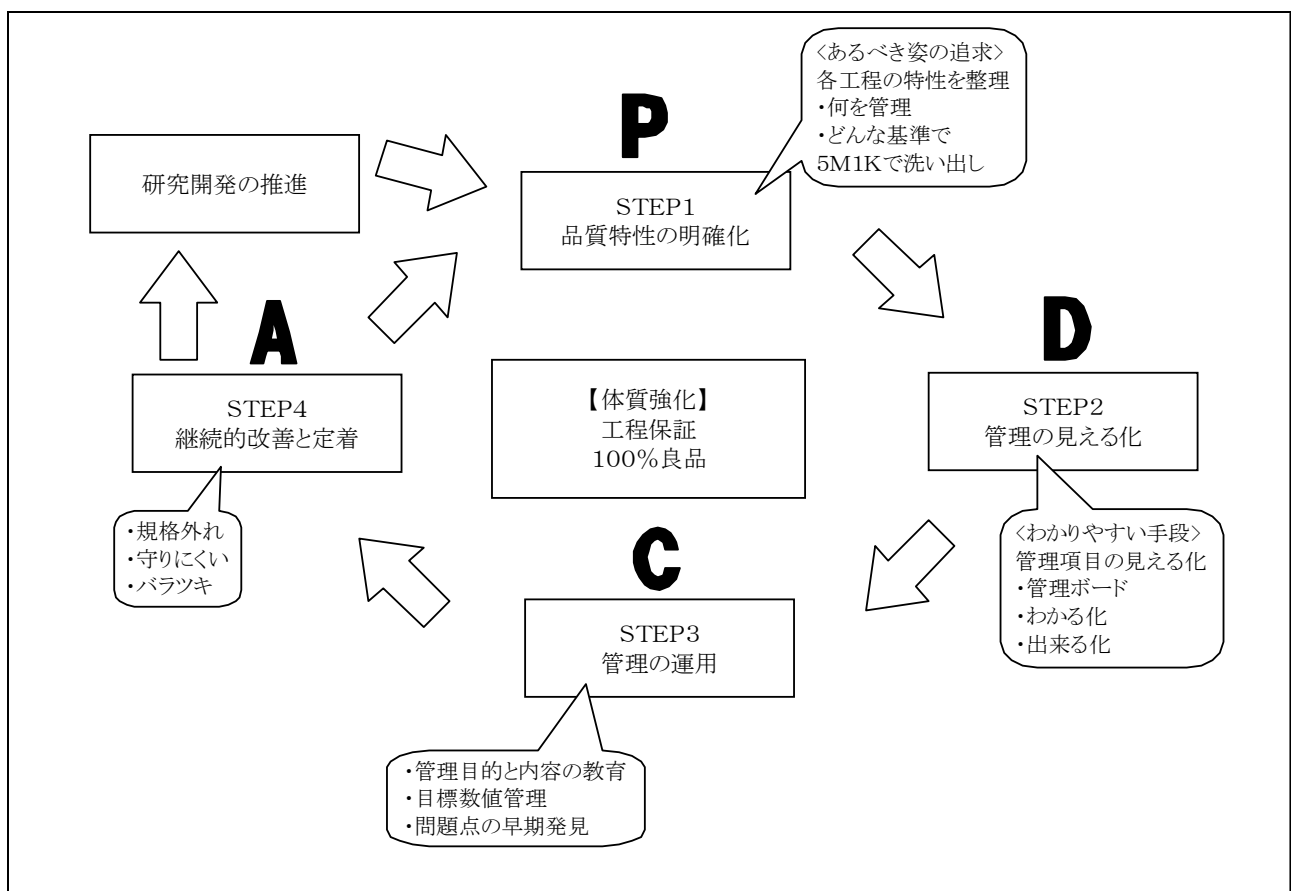 <あるべき姿の追求>
各工程の特性を整理
・何を管理
・どんな基準で
5M1Kで洗い出し
P
研究開発の推進
STEP1
品質特性の明確化
A
D
STEP4
継続的改善と定着
【体質強化】
工程保証
100%良品
STEP2
管理の見える化
・規格外れ
・守りにくい
・バラツキ
C
<わかりやすい手段>
管理項目の見える化
・管理ボード
・わかる化
・出来る化
STEP3
管理の運用
・管理目的と内容の教育
・目標数値管理
・問題点の早期発見